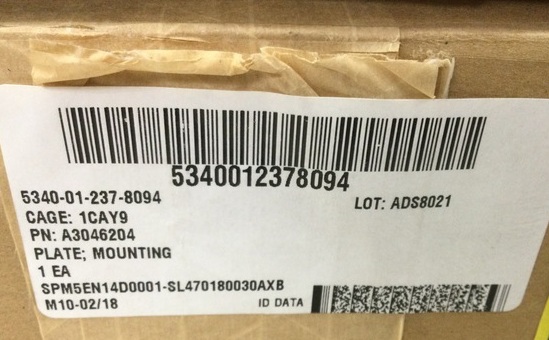 5340012378094
5340-01-237-8094
LOT: ADS8021
CAGE: 1CAY9
PN: A3046204
PLATE; MOUNTING
1 EA
SPM5EN14D0001-SL470180030AXB
M10-02/18 ID DATA